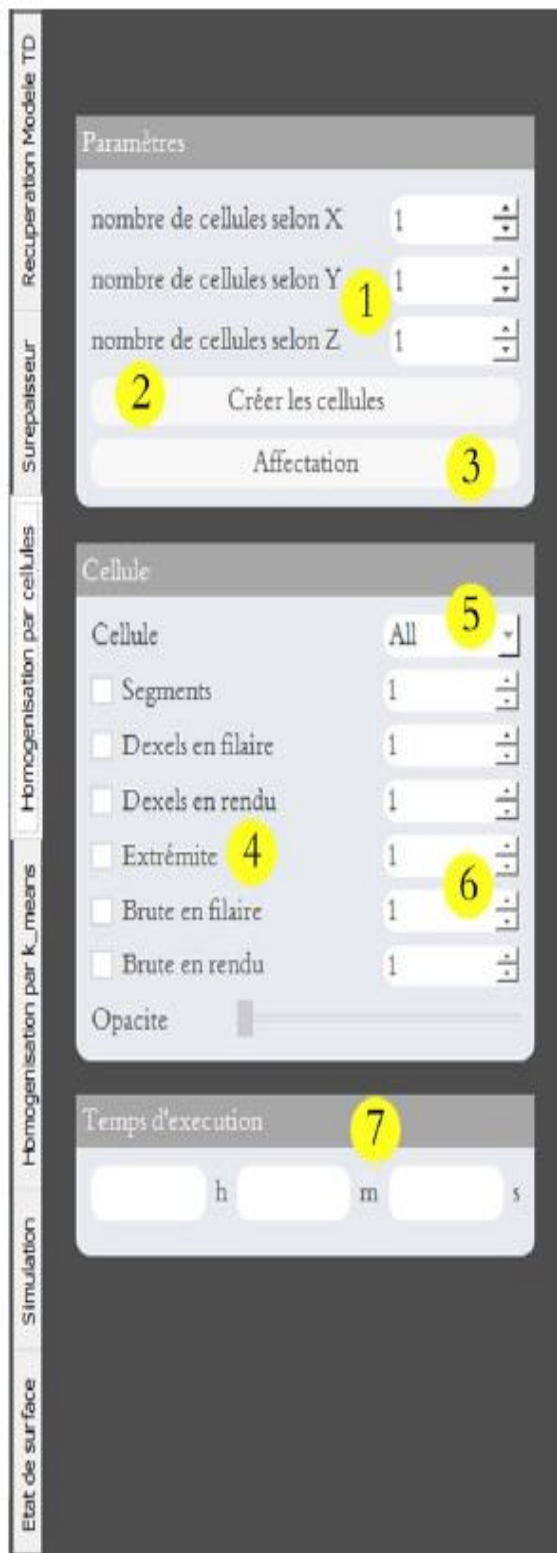 Recuperation Modele TD
Surepaisseur
Homogenisation par cellules
Homogenisation par k_means
Simulation
Etat de surface
Paramètres
nombre de cellules selon X 1
nombre de cellules selon Y 1
1
nombre de cellules selon Z 1
2 Créer les cellules
Affectation 3
Cellule
5
Cellule All
Segments 1
Dexels en filaire 1
Dexels en rendu 1
Extrémite 4 1
6
Brute en filaire 1
Brute en rendu 1
Opacite
Temps d'execution 7
h m s